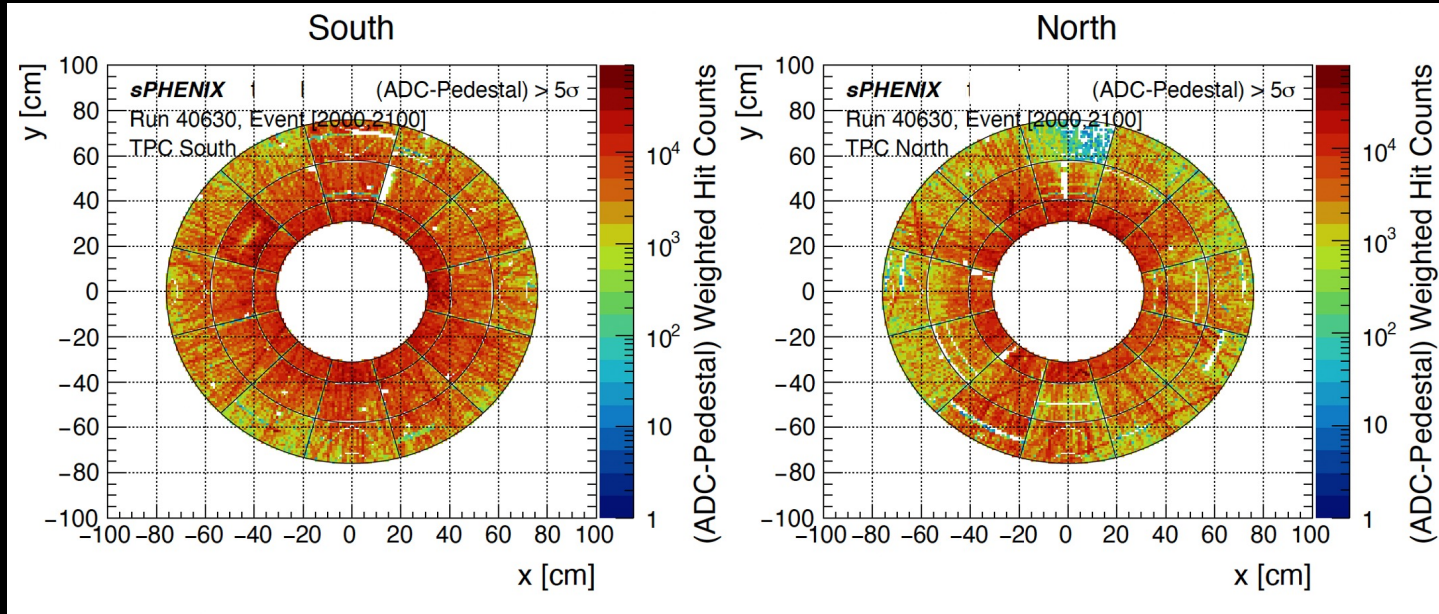 South
y [cm]
100
80
60
40
20
0
−20
−40
−60
−80
−100
−100 −80 −60 −40 −20 0 20 40 60 80 100
x [cm]
sPHENIX (ADC-Pedestal) > 5σ
Run 40630, Event [2000,2100]
TPC South
10⁴
10³
10²
10
1
(ADC-Pedestal) Weighted Hit Counts
North
y [cm]
100
80
60
40
20
0
−20
−40
−60
−80
−100
−100 −80 −60 −40 −20 0 20 40 60 80 100
x [cm]
sPHENIX (ADC-Pedestal) > 5σ
Run 40630, Event [2000,2100]
TPC North
10⁴
10³
10²
10
1
(ADC-Pedestal) Weighted Hit Counts